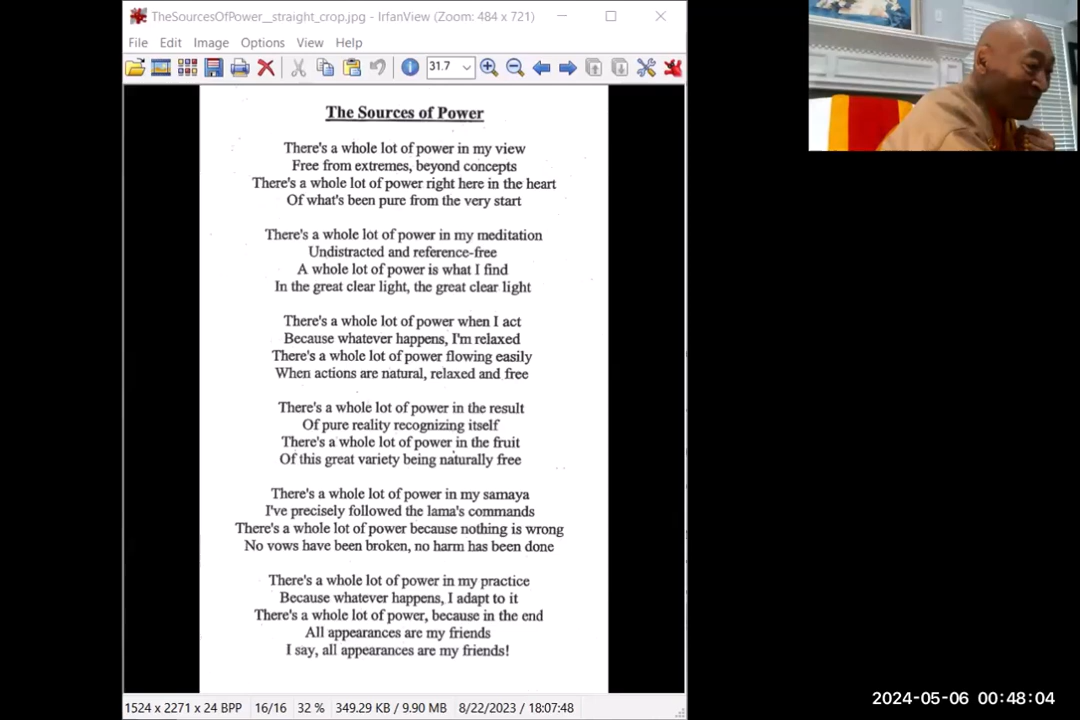 TheSourcesOfPower__straight_crop.jpg - IrfanView (Zoom: 484 x 721)
File Edit Image Options View Help
31.7
The Sources of Power
There's a whole lot of power in my view
Free from extremes, beyond concepts
There's a whole lot of power right here in the heart
Of what's been pure from the very start
There's a whole lot of power in my meditation
Undistracted and reference-free
A whole lot of power is what I find
In the great clear light, the great clear light
There's a whole lot of power when I act
Because whatever happens, I'm relaxed
There's a whole lot of power flowing easily
When actions are natural, relaxed and free
There's a whole lot of power in the result
Of pure reality recognizing itself
There's a whole lot of power in the fruit
Of this great variety being naturally free
There's a whole lot of power in my samaya
I've precisely followed the lama's commands
There's a whole lot of power because nothing is wrong
No vows have been broken, no harm has been done
There's a whole lot of power in my practice
Because whatever happens, I adapt to it
There's a whole lot of power, because in the end
All appearances are my friends
I say, all appearances are my friends!
1524 x 2271 x 24 BPP 16/16 32 % 349.29 KB / 9.90 MB 8/22/2023 / 18:07:48
2024-05-06 00:48:04